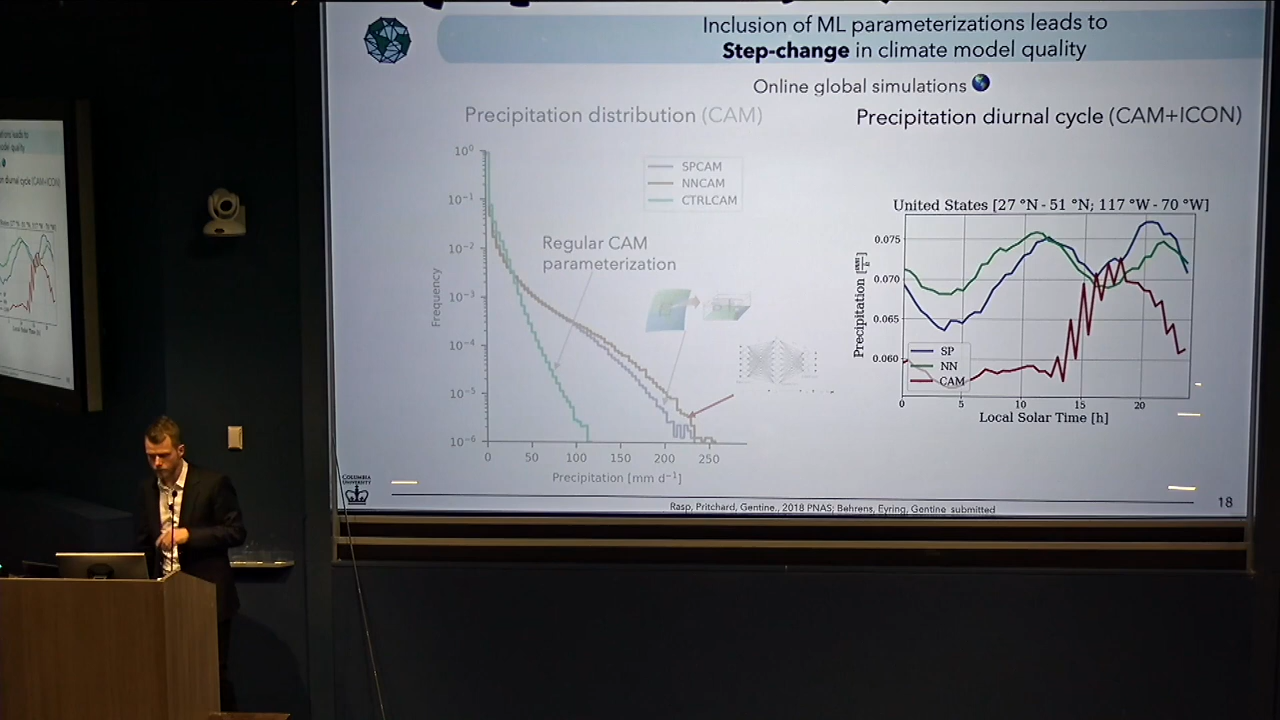 Inclusion of ML parameterizations leads to
Step-change in climate model quality
Online global simulations
Precipitation distribution (CAM)
10⁰
10⁻¹
10⁻²
10⁻³
10⁻⁴
10⁻⁵
10⁻⁶
Frequency
SPCAM
NNCAM
CTRLCAM
Regular CAM
parameterization
0 50 100 150 200 250
Precipitation [mm d⁻¹]
Precipitation diurnal cycle (CAM+ICON)
United States [27 °N - 51 °N; 117 °W - 70 °W]
0.075
0.070
0.065
0.060
Precipitation
SP
NN
CAM
0 5 10 15 20
Local Solar Time [h]
COLUMBIA
UNIVERSITY
Rasp, Pritchard, Gentine., 2018 PNAS; Behrens, Eyring, Gentine submitted
18